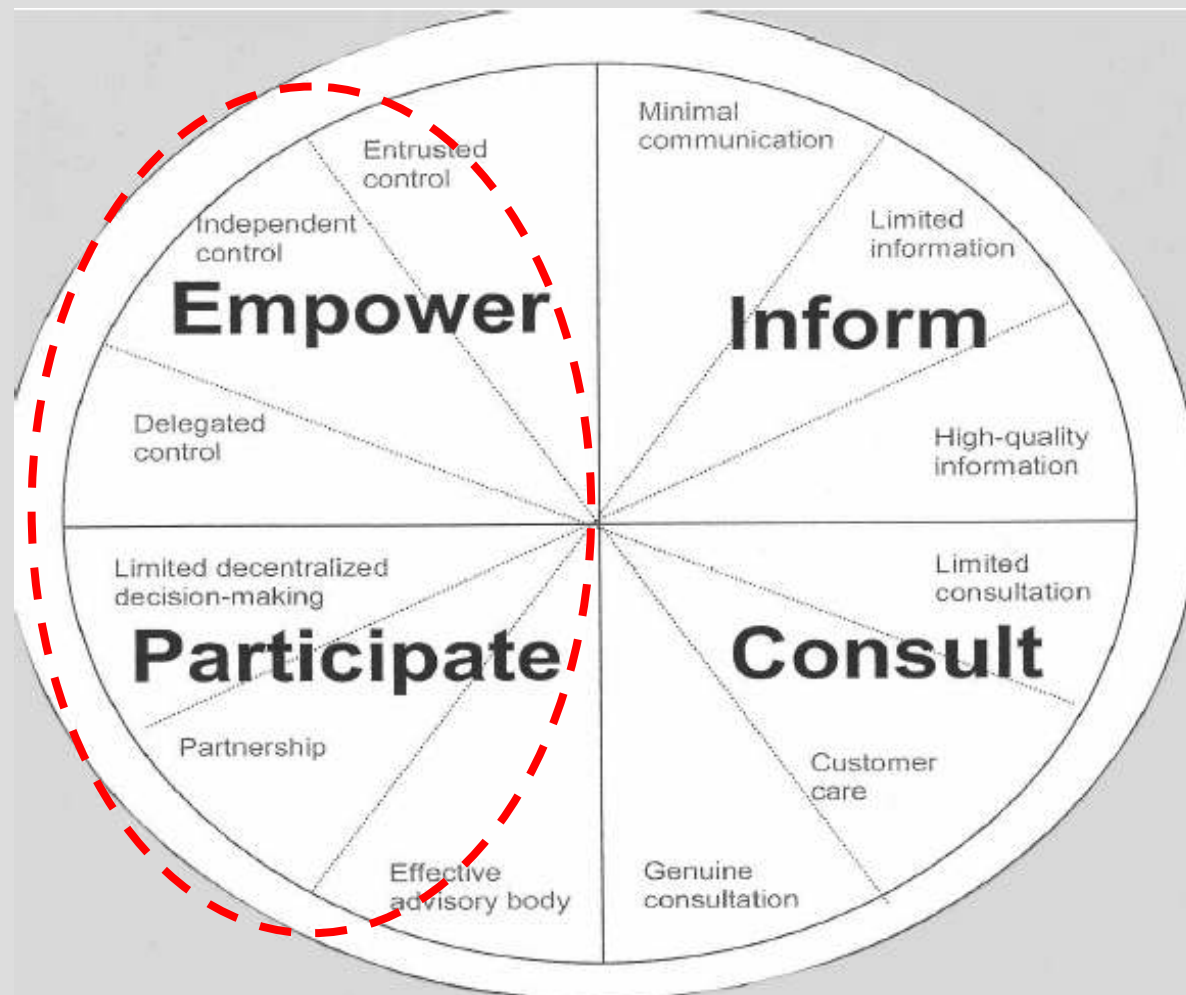 Minimal
communication
Limited
information
Inform
High-quality
information
Limited
consultation
Consult
Customer
care
Genuine
consultation
Effective
advisory body
Partnership
Participate
Limited decentralized
decision-making
Delegated
control
Empower
Independent
control
Entrusted
control